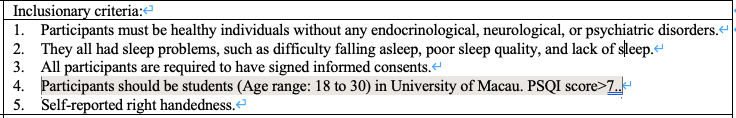 Inclusionary criteria:
1. Participants must be healthy individuals without any endocrinological, neurological, or psychiatric disorders.
2. They all had sleep problems, such as difficulty falling asleep, poor sleep quality, and lack of sleep.
3. All participants are required to have signed informed consents.
4. Participants should be students (Age range: 18 to 30) in University of Macau. PSQI score>7..
5. Self-reported right handedness.